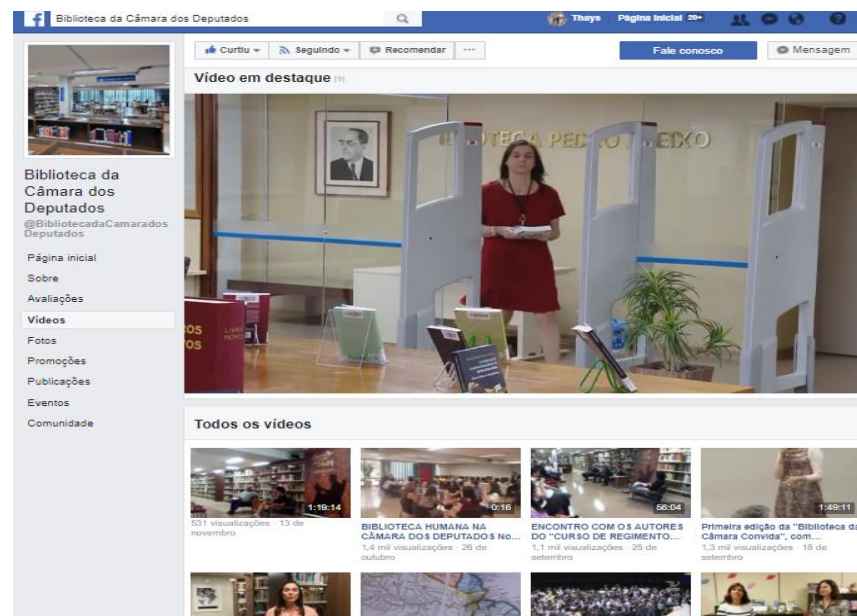 Biblioteca da Câmara dos Deputados
Thays Página Inicial 20+
Curtiu Seguindo Recomendar ...
Fale conosco Mensagem
Vídeo em destaque [9]
Biblioteca da
Câmara dos
Deputados
@BibliotecadaCamarados
Deputados
Página inicial
Sobre
Avaliações
Vídeos
Fotos
Promoções
Publicações
Eventos
Comunidade
Todos os vídeos
1:19:14
0:16
56:04
1:49:11
531 visualizações · 13 de
novembro
BIBLIOTECA HUMANA NA
CÂMARA DOS DEPUTADOS No...
1,4 mil visualizações · 26 de
outubro
ENCONTRO COM OS AUTORES
DO "CURSO DE REGIMENTO...
1,1 mil visualizações · 25 de
setembro
Primeira edição da "Biblioteca da
Câmara Convida", com...
1,3 mil visualizações · 18 de
setembro